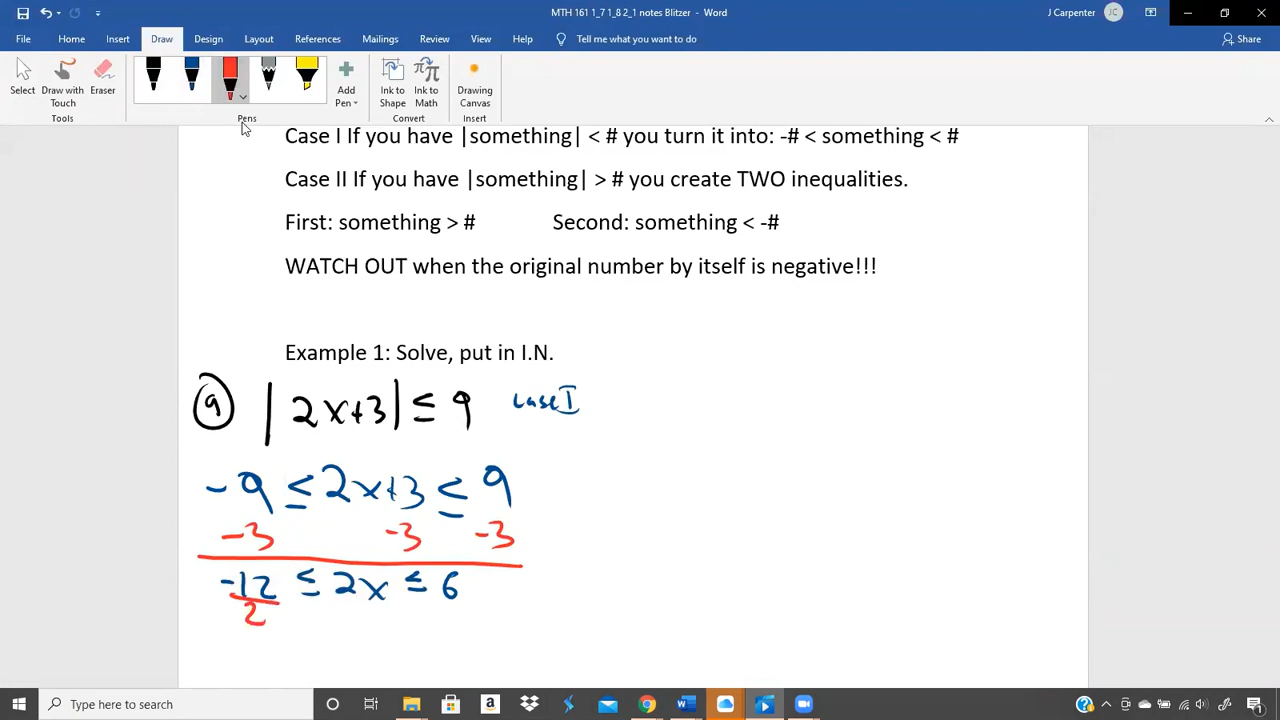 MTH 161 1_7 1_8 2_1 notes Blitzer - Word
J Carpenter JC
File Home Insert Draw Design Layout References Mailings Review View Help Tell me what you want to do Share
Select Draw with Touch Eraser Add Pen Ink to Shape Ink to Math Drawing Canvas
Tools Pens Convert Insert
Case I If you have |something| < # you turn it into: -# < something < #
Case II If you have |something| > # you create TWO inequalities.
First: something > # Second: something < -#
WATCH OUT when the original number by itself is negative!!!
Example 1: Solve, put in I.N.
|2x+3| ≤ 9 case I
-9 ≤ 2x+3 ≤ 9
-3 -3 -3
-12 ≤ 2x ≤ 6
2
Type here to search